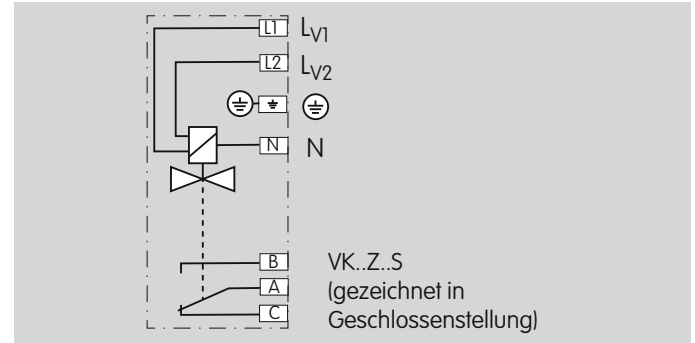 L1 LV1
L2 LV2
N N
B VK..Z..S
A (gezeichnet in
C Geschlossenstellung)